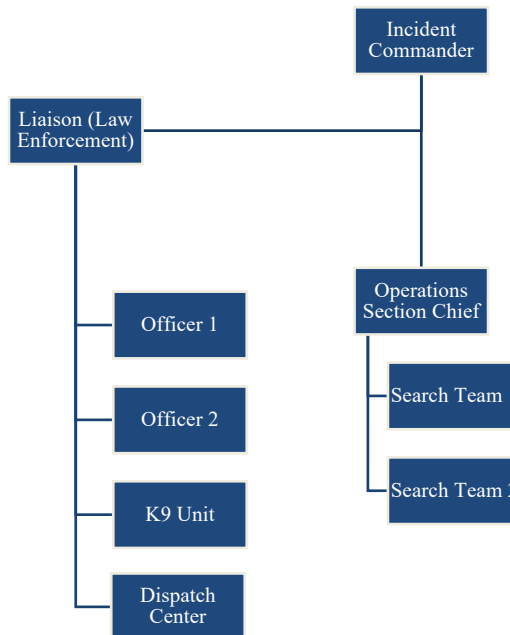 Incident
Commander
Liaison (Law
Enforcement)
Operations
Section Chief
Officer 1
Search Team
Officer 2
Search Team 2
K9 Unit
Dispatch
Center